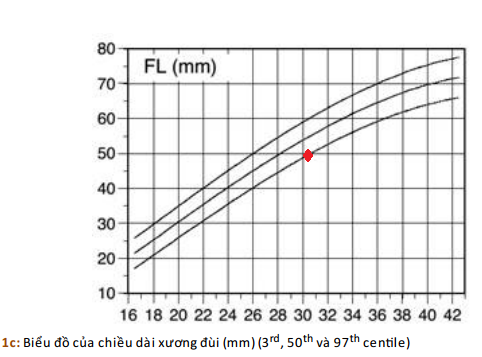 80
FL (mm)
70
60
50
40
30
20
10
16 18 20 22 24 26 28 30 32 34 36 38 40 42
1c: Biểu đồ của chiều dài xương đùi (mm) (3rd, 50th và 97th centile)